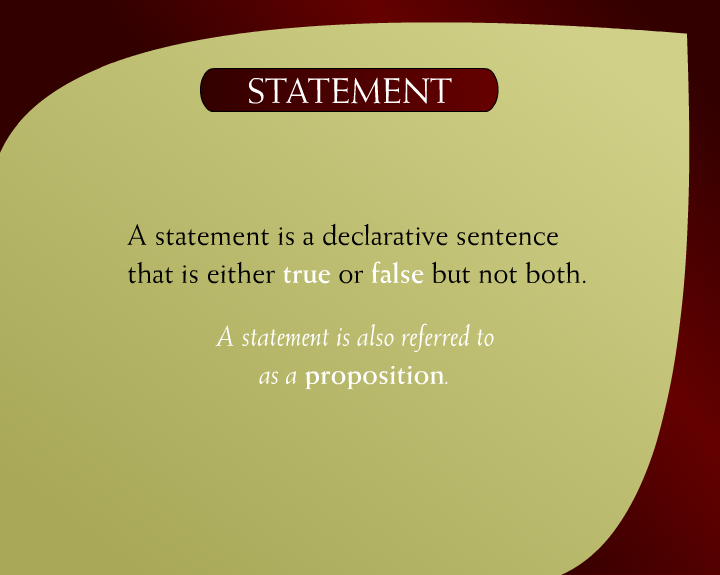 STATEMENT
A statement is a declarative sentence
that is either true or false but not both.
A statement is also referred to
as a proposition.